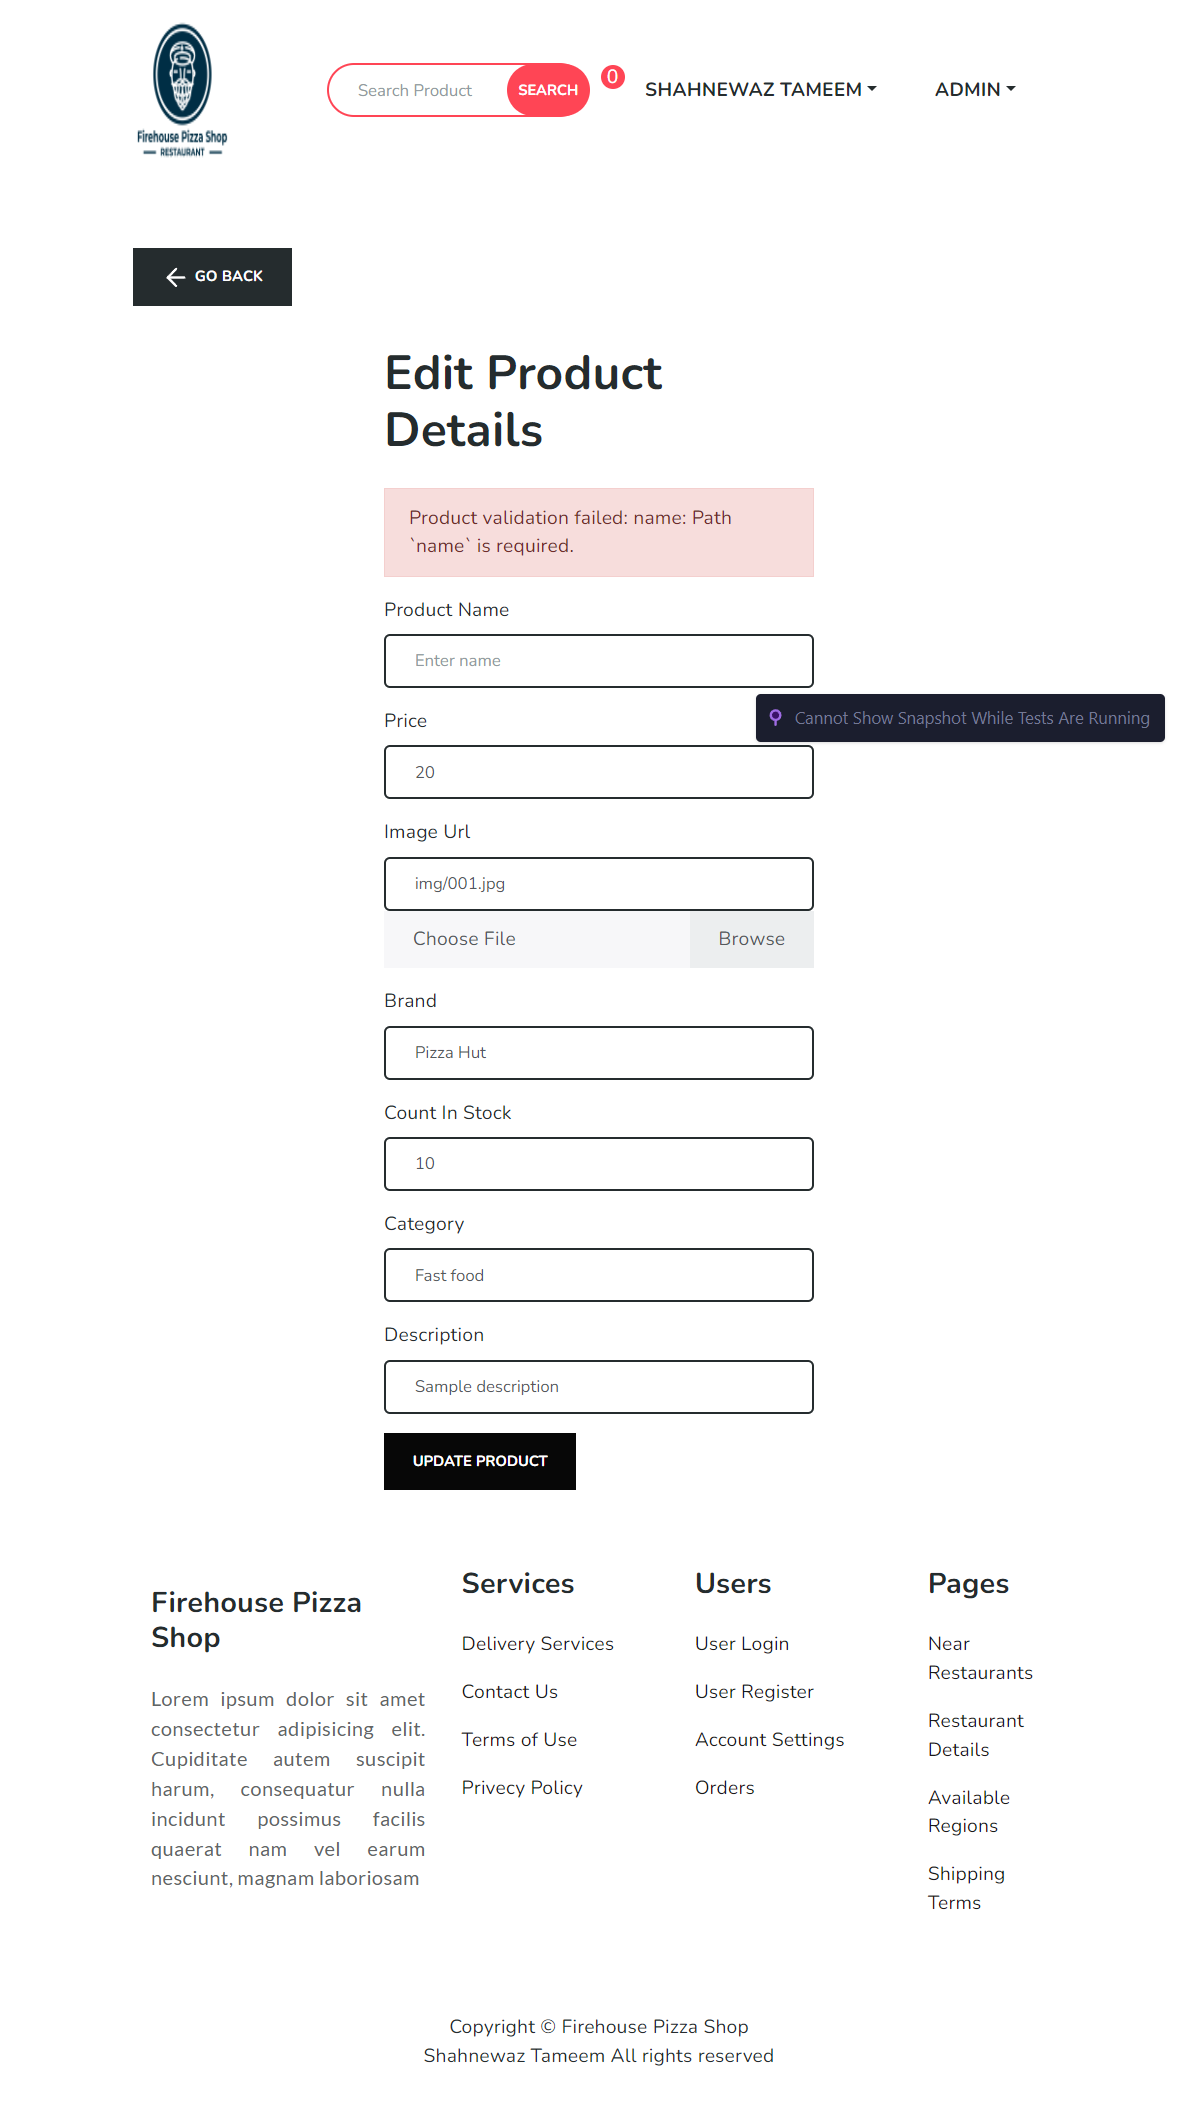 Firehouse Pizza Shop
RESTAURANT
Search Product
SEARCH
0
SHAHNEWAZ TAMEEM
ADMIN
GO BACK
Edit Product
Details
Product validation failed: name: Path
`name` is required.
Product Name
Enter name
Cannot Show Snapshot While Tests Are Running
Price
20
Image Url
img/001.jpg
Choose File
Browse
Brand
Pizza Hut
Count In Stock
10
Category
Fast food
Description
Sample description
UPDATE PRODUCT
Firehouse Pizza
Shop
Lorem ipsum dolor sit amet
consectetur adipisicing elit.
Cupiditate autem suscipit
harum, consequatur nulla
incidunt possimus facilis
quaerat nam vel earum
nesciunt, magnam laboriosam
Services
Delivery Services
Contact Us
Terms of Use
Privecy Policy
Users
User Login
User Register
Account Settings
Orders
Pages
Near
Restaurants
Restaurant
Details
Available
Regions
Shipping
Terms
Copyright © Firehouse Pizza Shop
Shahnewaz Tameem All rights reserved